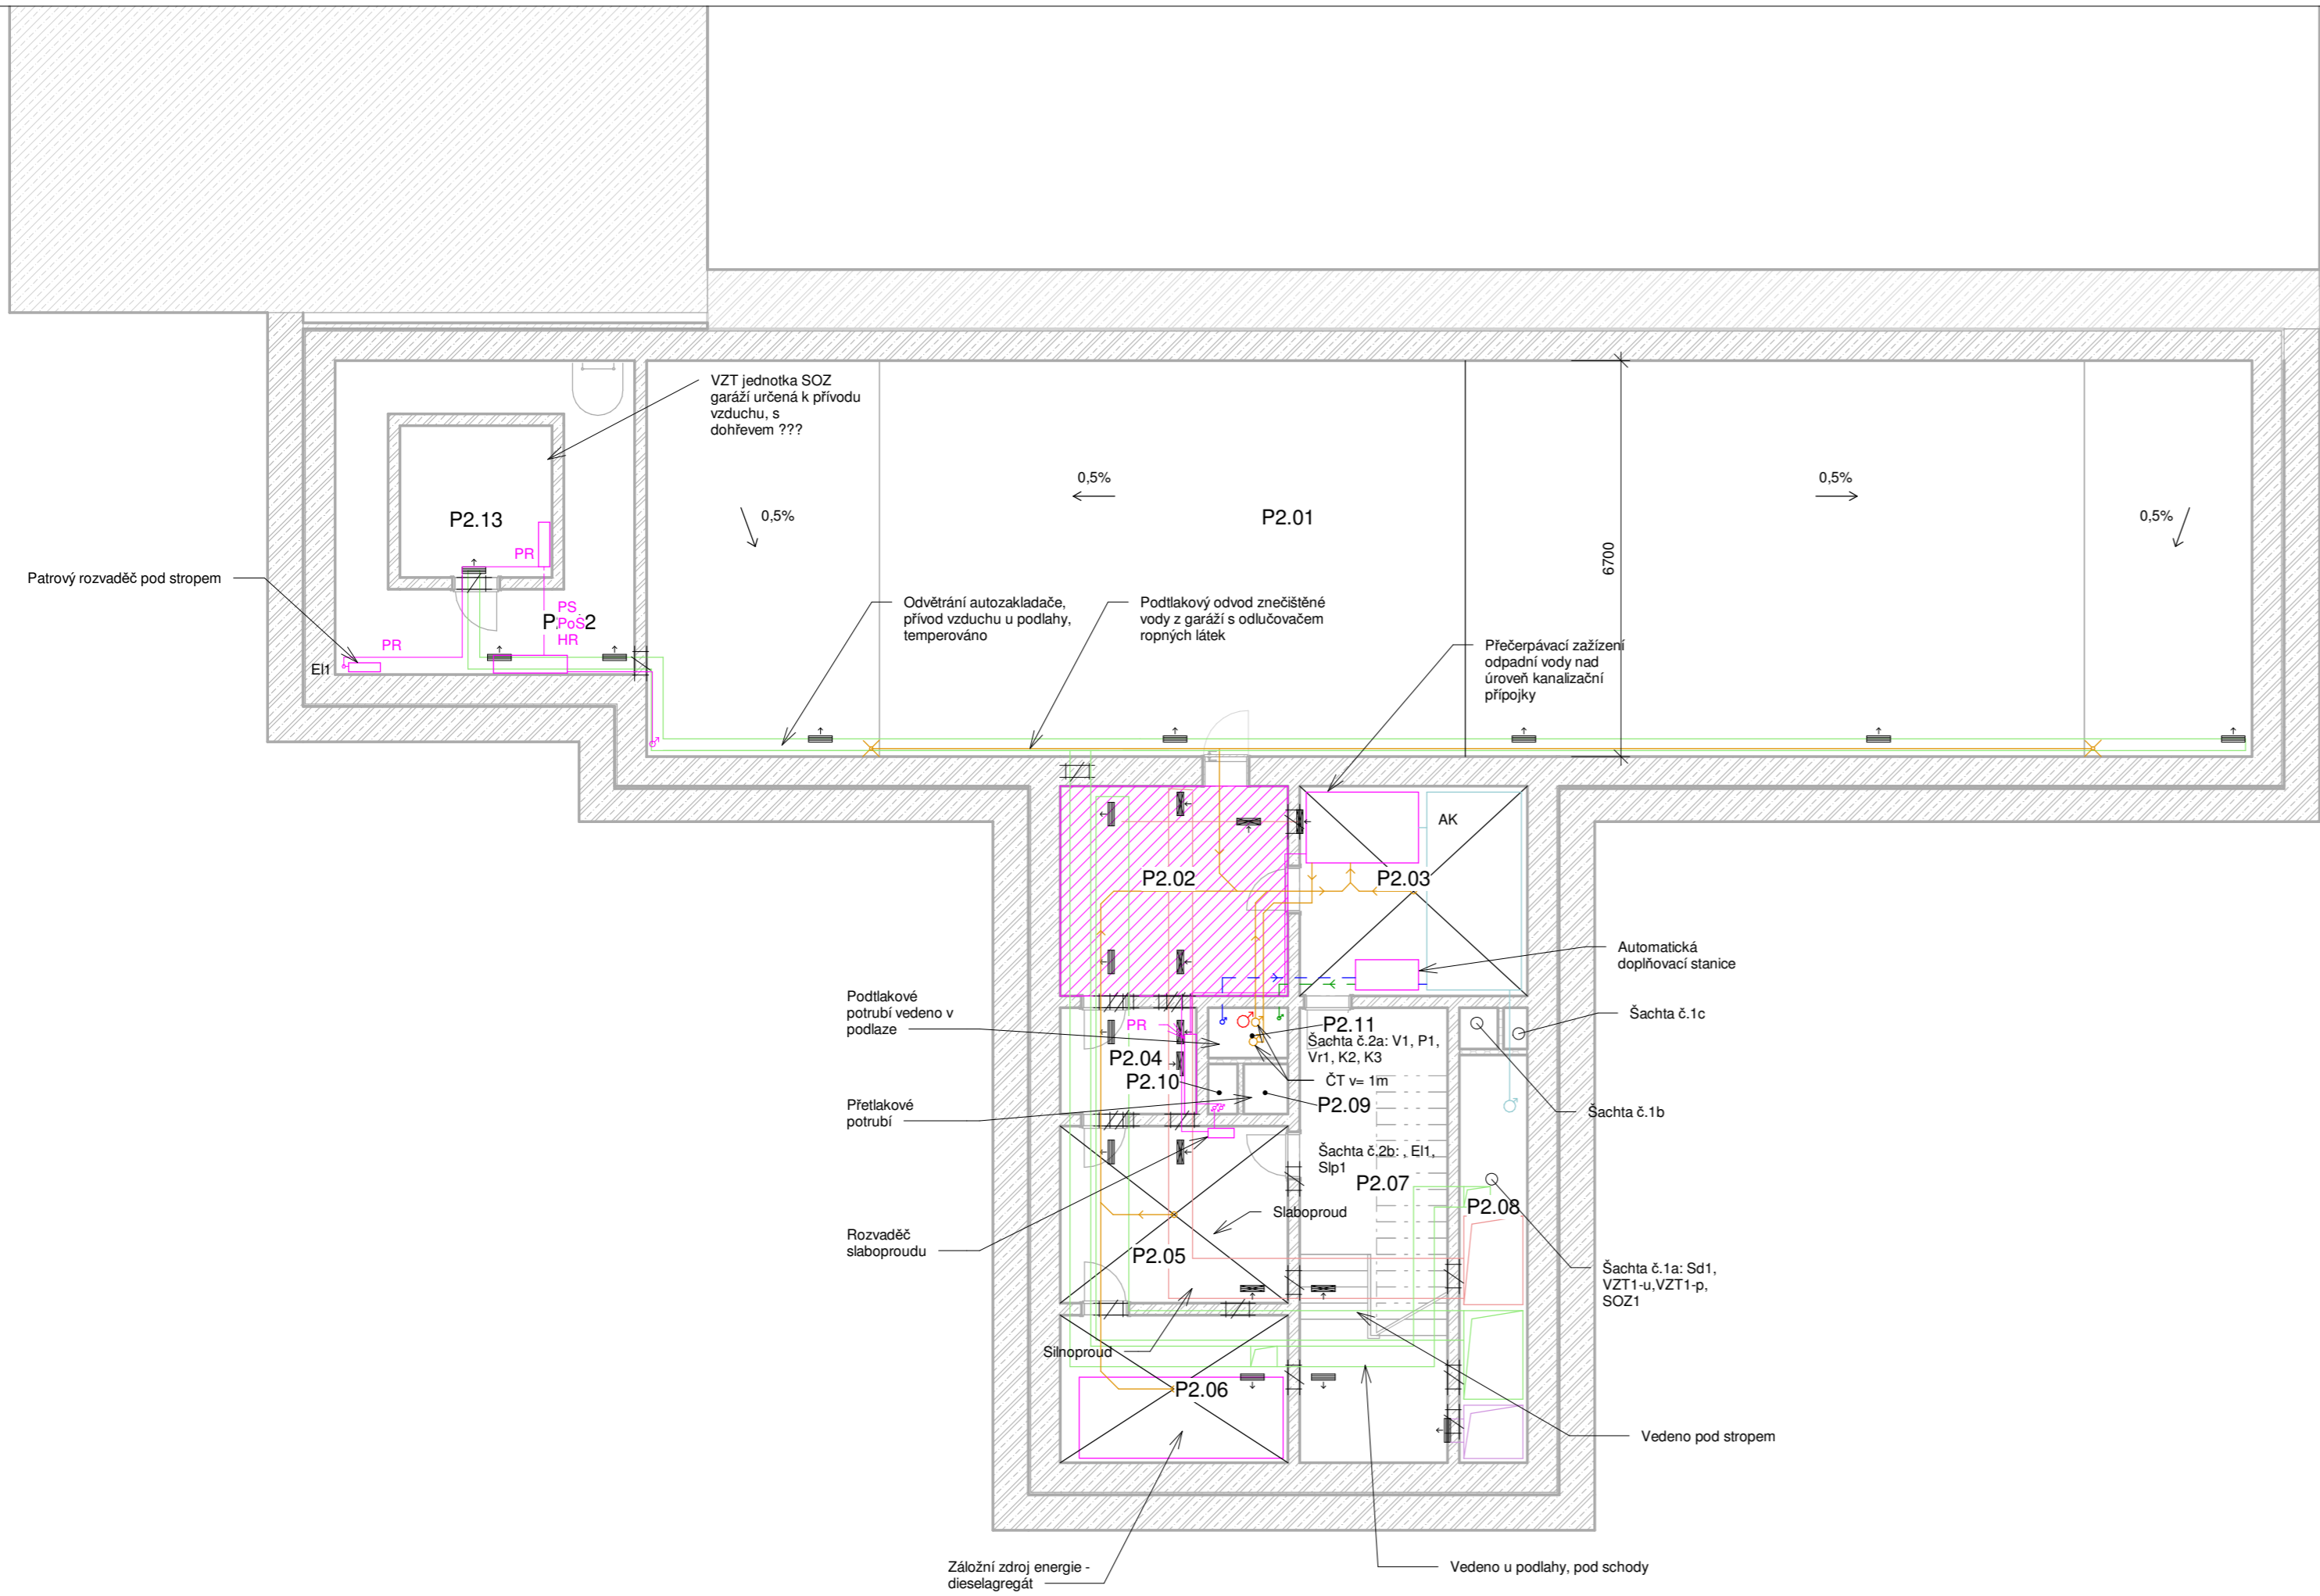 VZT jednotka SOZ
garáží určená k přívodu
vzduchu, s
dohřevem ???
0,5%
0,5%
0,5%
0,5%
P2.13
P2.01
PR
6700
Patrový rozvaděč pod stropem
PS
PoS
HR
PR
El1
Odvětrání autozakladače,
přívod vzduchu u podlahy,
temperováno
Podtlakový odvod znečištěné
vody z garáží s odlučovačem
ropných látek
Přečerpávací zažízení
odpadní vody nad
úroveň kanalizační
přípojky
AK
P2.02
P2.03
Automatická
doplňovací stanice
Podtlakové
potrubí vedeno v
podlaze
PR
P2.11
Šachta č.2a: V1, P1,
Vr1, K2, K3
Šachta č.1c
P2.04
P2.10
ČT v= 1m
P2.09
Přetlakové
potrubí
Šachta č.1b
Šachta č.2b: , El1,
Slp1
P2.07
P2.08
Slaboproud
Rozvaděč
slaboproudu
P2.05
Šachta č.1a: Sd1,
VZT1-u,VZT1-p,
SOZ1
Silnoproud
P2.06
Vedeno pod stropem
Záložní zdroj energie -
dieselagregát
Vedeno u podlahy, pod schody